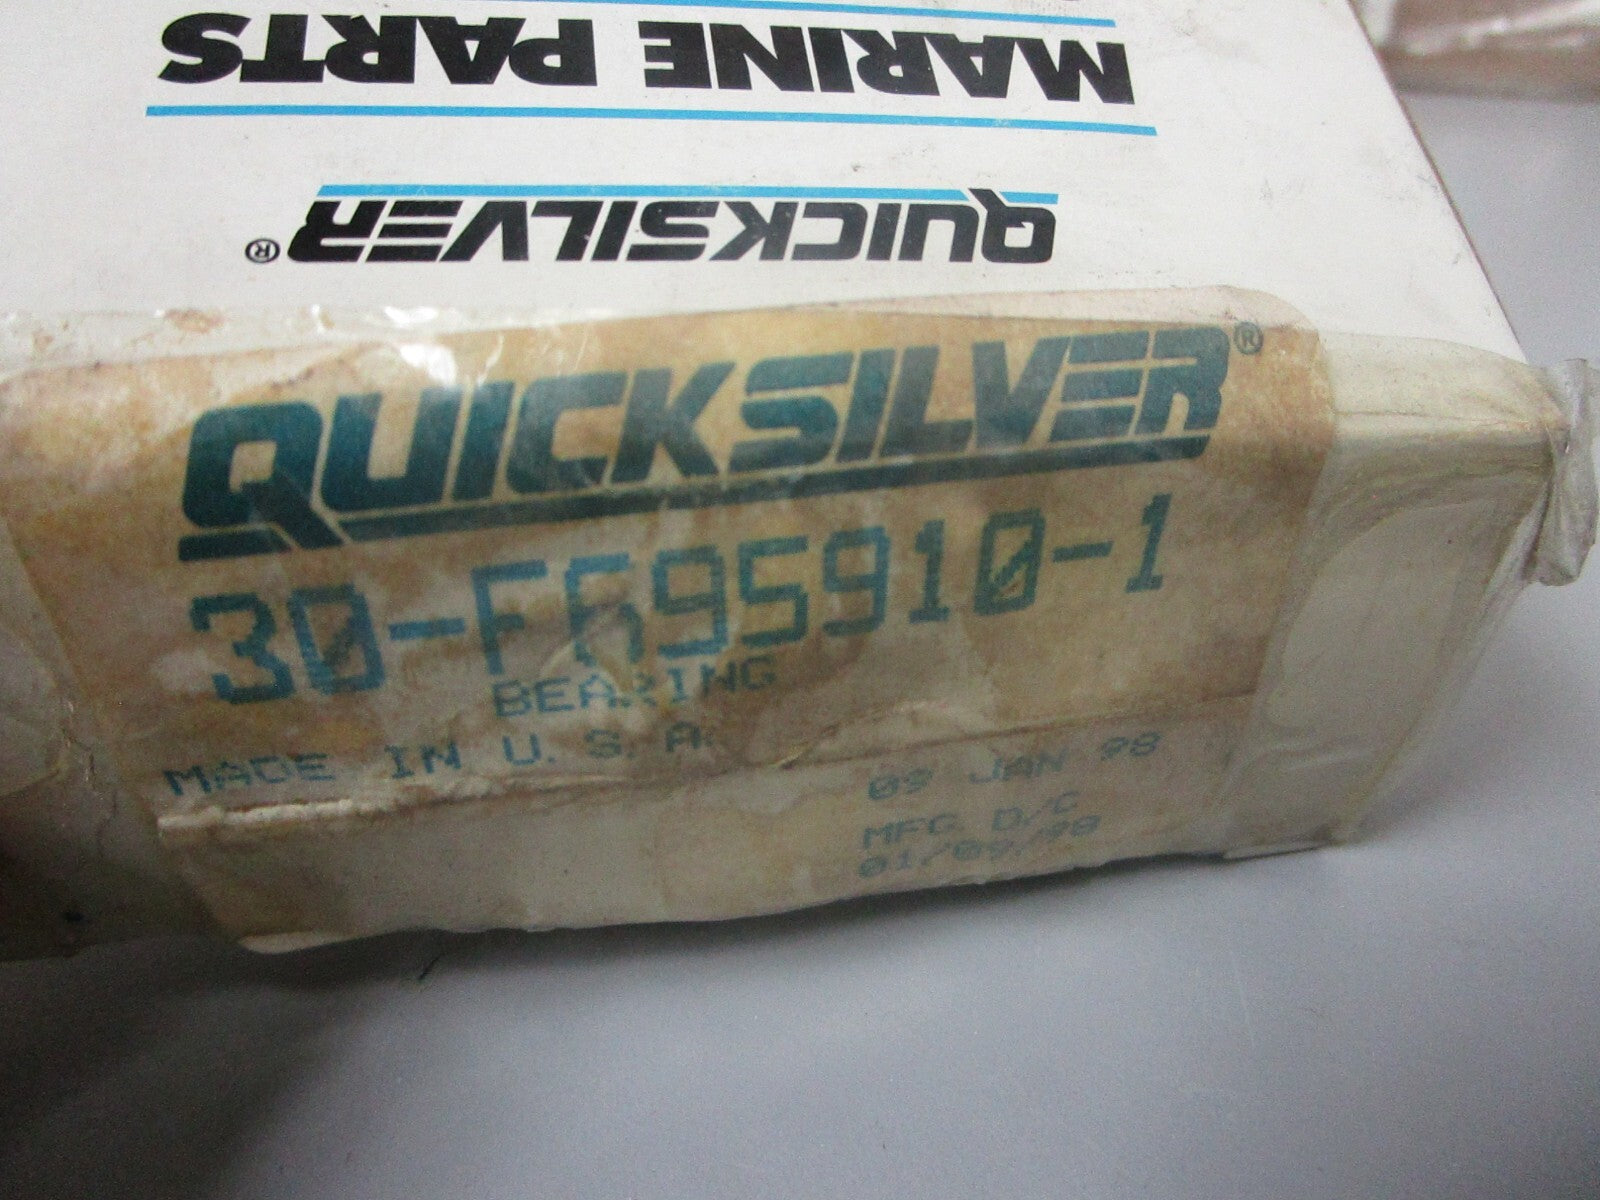 MARINE PARTS
QUICKSILVER®
QUICKSILVER®
30-F695910-1
BEARING
MADE IN U.S.A.
09 JAN 98
MFG D/C
01/09/98